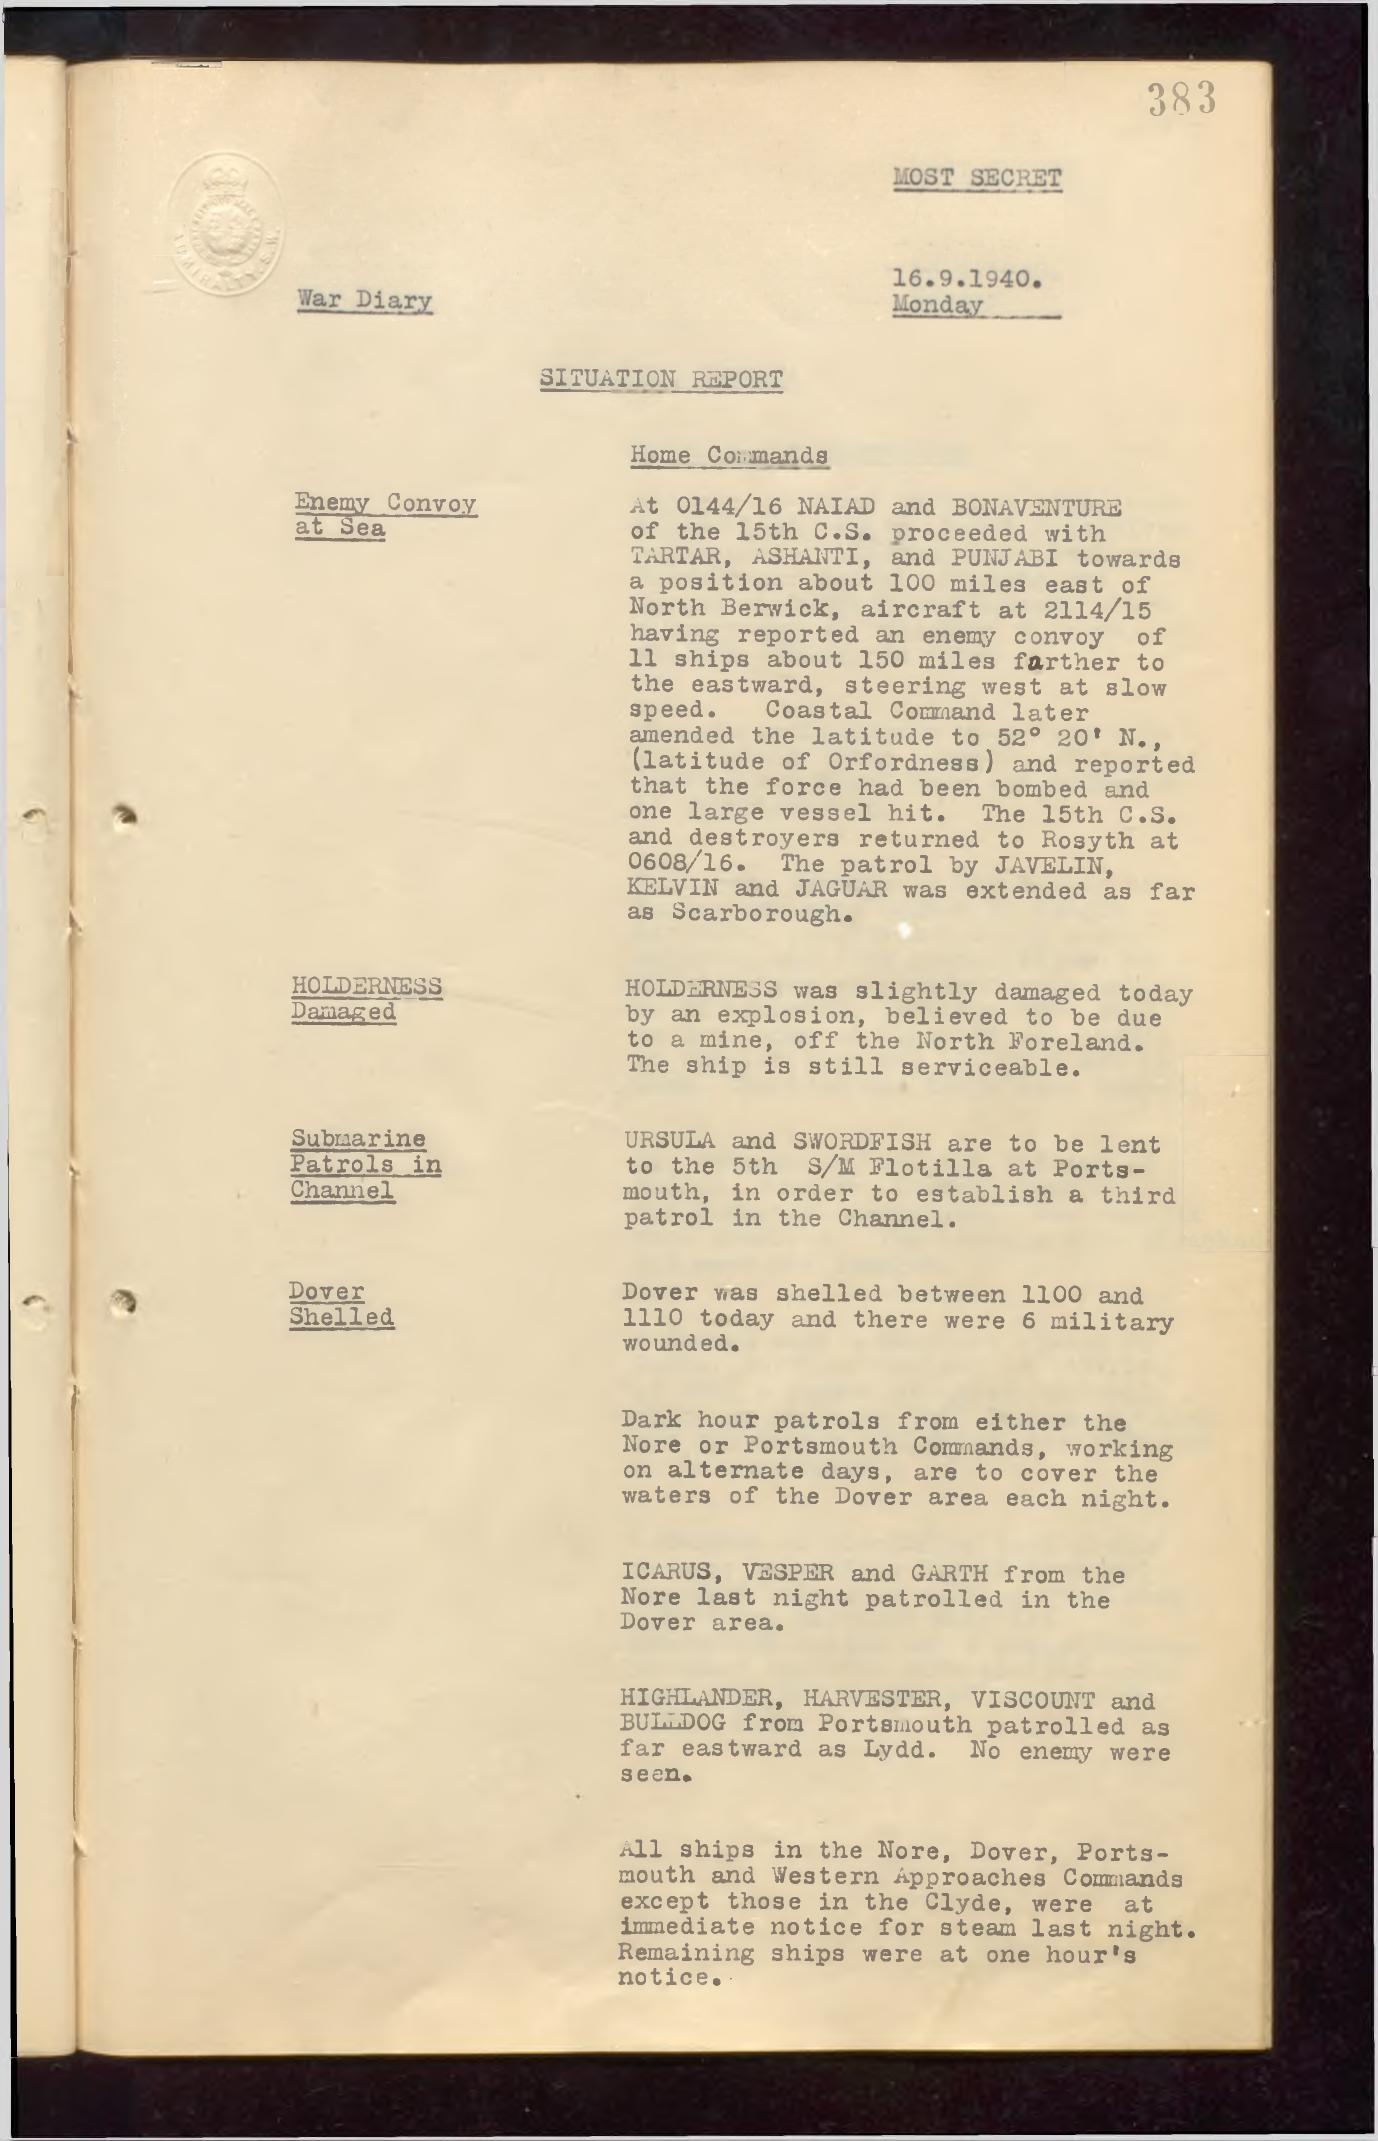 383
MOST SECRET
ADMIRALTY. S.W.
16.9.1940.
War Diary
Monday
SITUATION REPORT
Home Commands
Enemy Convoy
at Sea
At 0144/16 NAIAD and BONAVENTURE
of the 15th C.S. proceeded with
TARTAR, ASHANTI, and PUNJABI towards
a position about 100 miles east of
North Berwick, aircraft at 2114/15
having reported an enemy convoy of
11 ships about 150 miles farther to
the eastward, steering west at slow
speed. Coastal Command later
amended the latitude to 52° 20' N.,
(latitude of Orfordness) and reported
that the force had been bombed and
one large vessel hit. The 15th C.S.
and destroyers returned to Rosyth at
0608/16. The patrol by JAVELIN,
KELVIN and JAGUAR was extended as far
as Scarborough.
HOLDERNESS
Damaged
HOLDERNESS was slightly damaged today
by an explosion, believed to be due
to a mine, off the North Foreland.
The ship is still serviceable.
Submarine
Patrols in
Channel
URSULA and SWORDFISH are to be lent
to the 5th S/M Flotilla at Ports-
mouth, in order to establish a third
patrol in the Channel.
Dover
Shelled
Dover was shelled between 1100 and
1110 today and there were 6 military
wounded.
Dark hour patrols from either the
Nore or Portsmouth Commands, working
on alternate days, are to cover the
waters of the Dover area each night.
ICARUS, VESPER and GARTH from the
Nore last night patrolled in the
Dover area.
HIGHLANDER, HARVESTER, VISCOUNT and
BULLDOG from Portsmouth patrolled as
far eastward as Lydd. No enemy were
seen.
All ships in the Nore, Dover, Ports-
mouth and Western Approaches Commands
except those in the Clyde, were at
immediate notice for steam last night.
Remaining ships were at one hour's
notice.